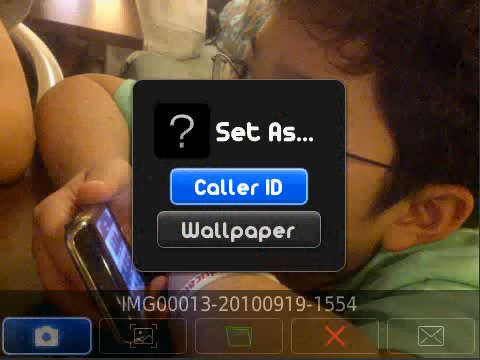 ?
Set As...
Caller ID
Wallpaper
IMG00013-20100919-1554